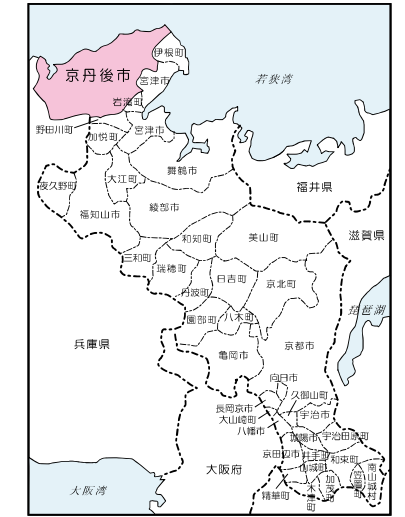 伊根町
京丹後市
宮津市
若狭湾
岩滝町
野田川町
宮津市
加悦町
舞鶴市
大江町
福井県
夜久野町
綾部市
福知山市
滋賀県
和知町
美山町
三和町
瑞穂町
日吉町
京北町
丹波町
琵琶湖
園部町
八木町
兵庫県
京都市
亀岡市
向日市
久御山町
長岡京市
宇治市
大山崎町
八幡市
城陽市
宇治田原町
京田辺市
井手町
和束町
山城町
大阪府
南山城村
笠置町
加茂町
木津町
精華町
大阪湾